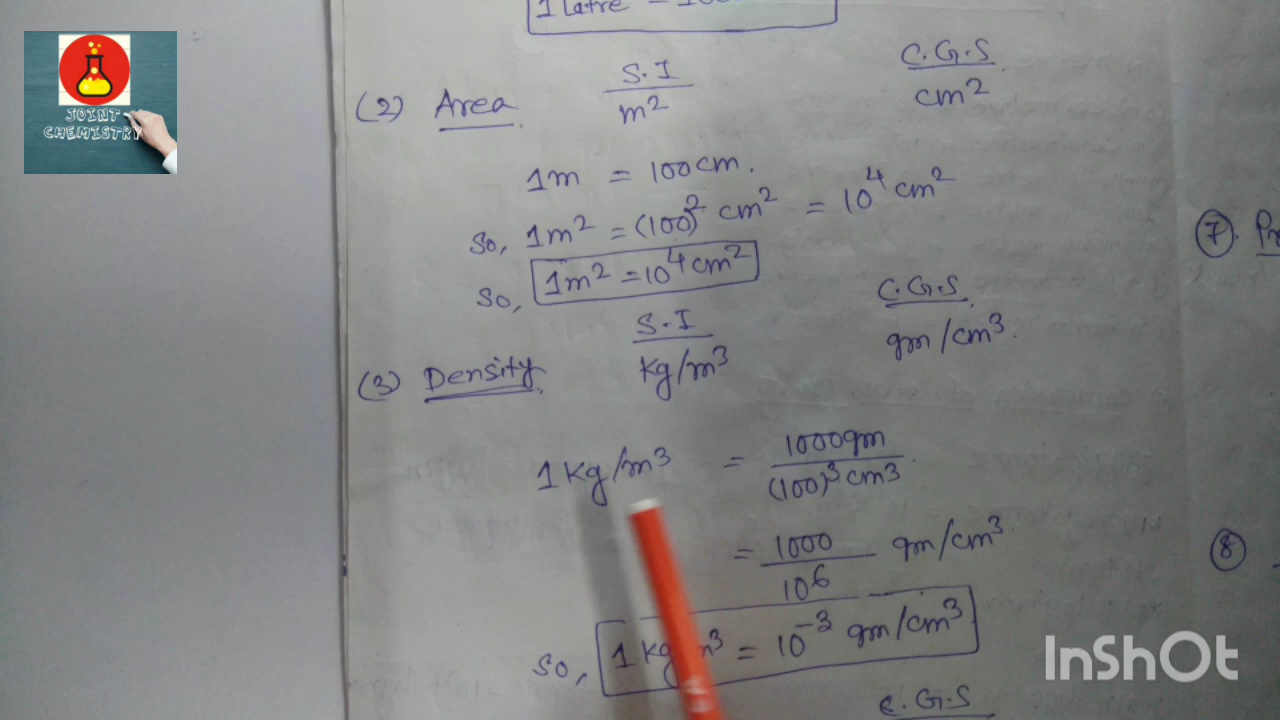 1 Litre =
JOINT
CHEMISTRY
(2) Area S.I C.G.S
m² cm²
1m = 100cm.
So, 1m² = (100)² cm² = 10⁴ cm²
So, 1m² = 10⁴ cm²
(3) Density S.I C.G.S
Kg/m³ gm/cm³.
1 Kg/m³ = 1000gm / (100)³ cm³
= 1000 / 10⁶ gm/cm³
So, 1 kg/m³ = 10⁻³ gm/cm³
C.G.S
7.
8
InShOt